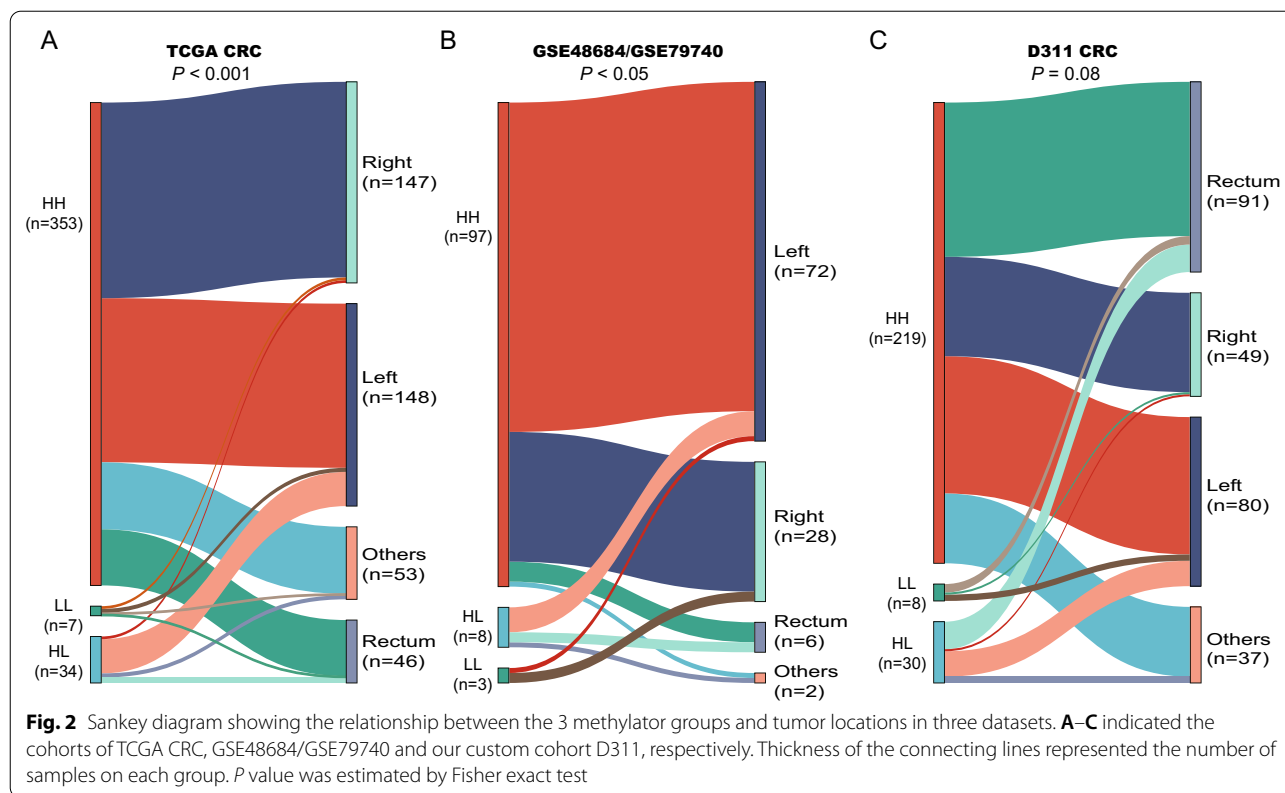 A
TCGA CRC
P < 0.001
HH
(n=353)
LL
(n=7)
HL
(n=34)
Right
(n=147)
Left
(n=148)
Others
(n=53)
Rectum
(n=46)
B
GSE48684/GSE79740
P < 0.05
HH
(n=97)
HL
(n=8)
LL
(n=3)
Left
(n=72)
Right
(n=28)
Rectum
(n=6)
Others
(n=2)
C
D311 CRC
P = 0.08
HH
(n=219)
LL
(n=8)
HL
(n=30)
Rectum
(n=91)
Right
(n=49)
Left
(n=80)
Others
(n=37)
Fig. 2 Sankey diagram showing the relationship between the 3 methylator groups and tumor locations in three datasets. A–C indicated the
cohorts of TCGA CRC, GSE48684/GSE79740 and our custom cohort D311, respectively. Thickness of the connecting lines represented the number of
samples on each group. P value was estimated by Fisher exact test